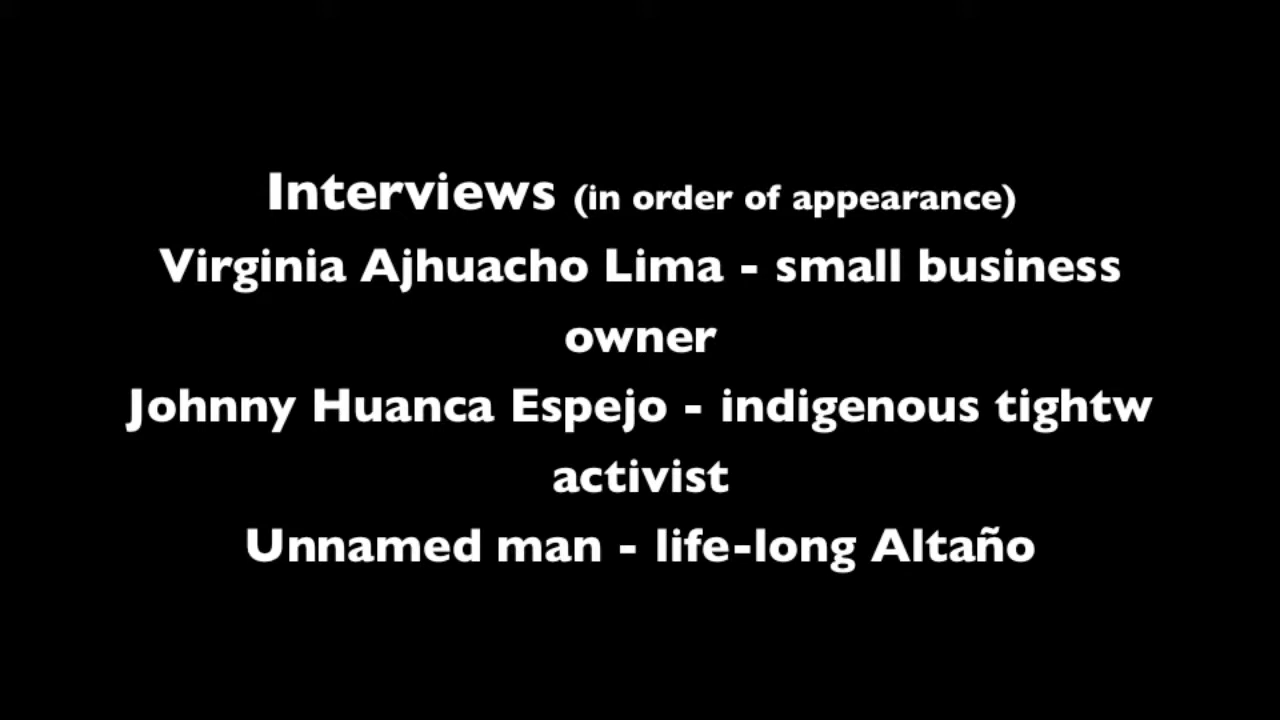 Interviews (in order of appearance)
Virginia Ajhuacho Lima - small business
owner
Johnny Huanca Espejo - indigenous tightw
activist
Unnamed man - life-long Altaño